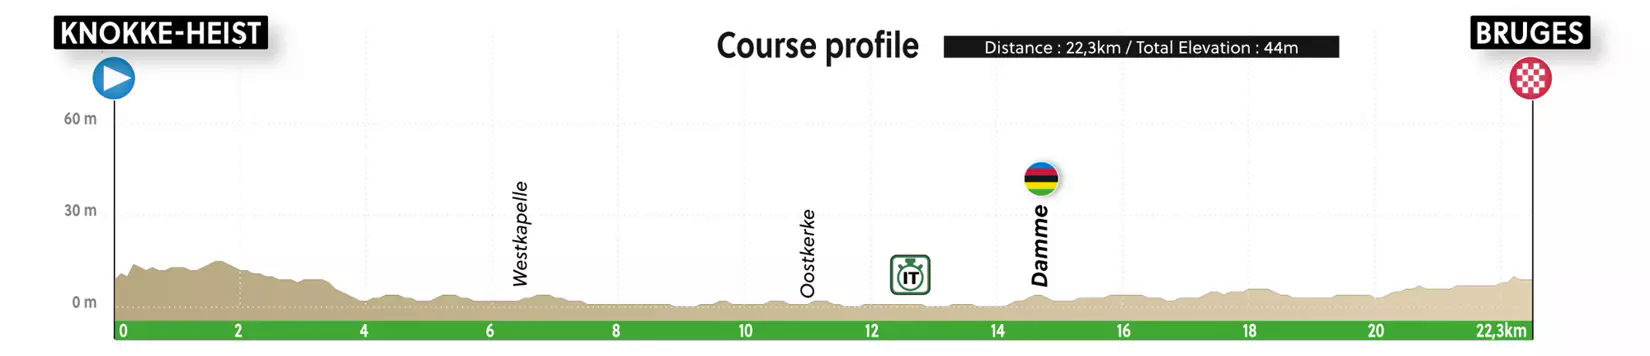 KNOKKE-HEIST
Course profile
Distance : 22,3km / Total Elevation : 44m
BRUGES
60 m
30 m
0 m
Westkapelle
Oostkerke
IT
Damme
0 2 4 6 8 10 12 14 16 18 20 22,3km